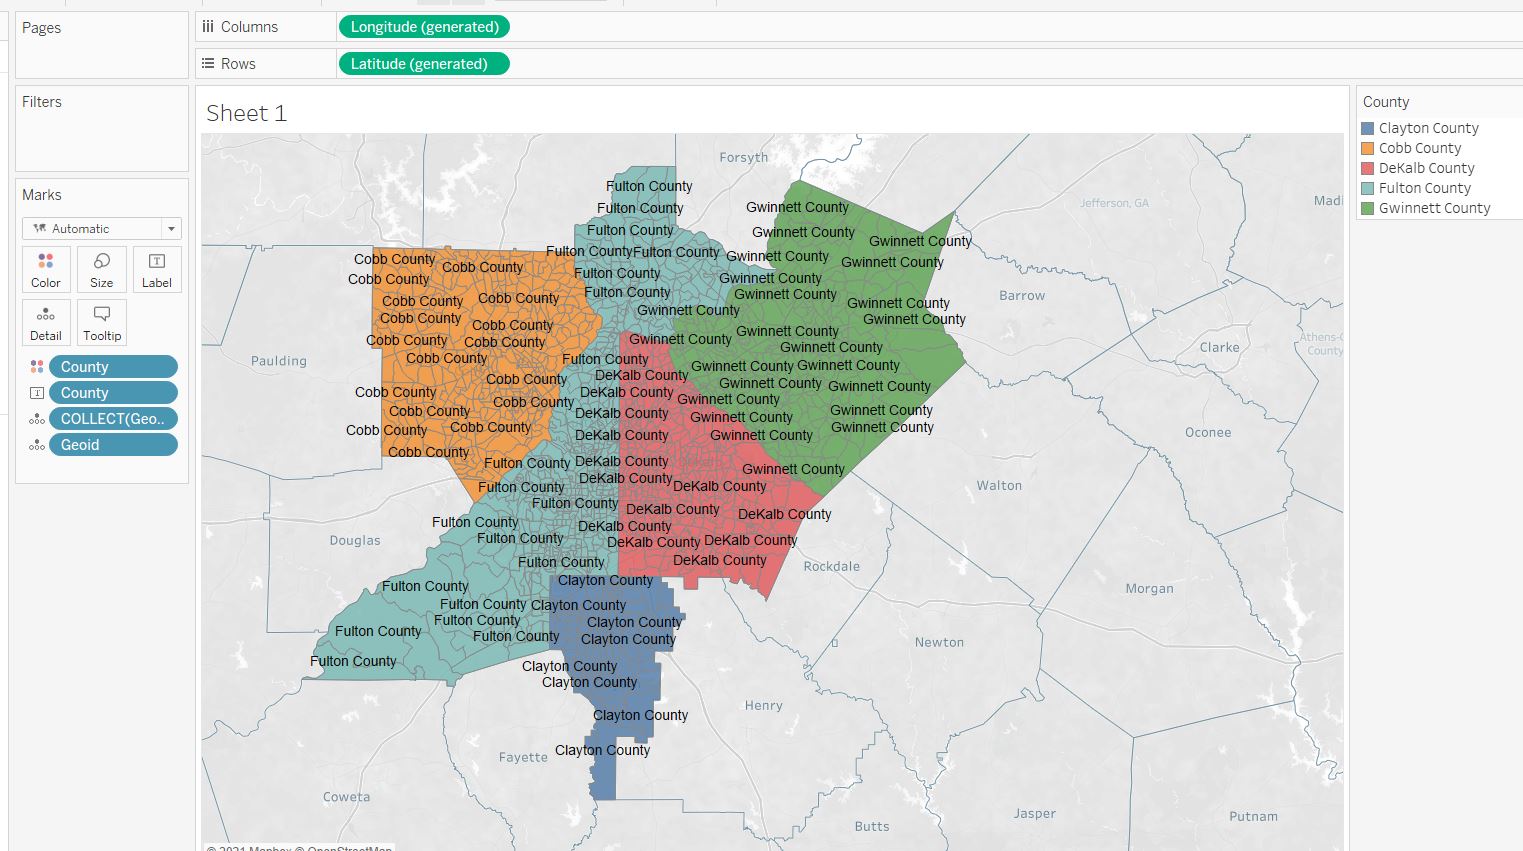 Pages
Columns
Longitude (generated)
Rows
Latitude (generated)
Filters
Marks
Automatic
Color
Size
Label
Detail
Tooltip
County
County
COLLECT(Geo..
Geoid
Sheet 1
Forsyth
Jefferson, GA
Madi
Fulton County
Fulton County
Gwinnett County
Fulton County
Gwinnett County
Gwinnett County
Fulton County
Fulton County
Gwinnett County
Cobb County
Cobb County
Gwinnett County
Fulton County
Cobb County
Gwinnett County
Fulton County
Gwinnett County
Barrow
Cobb County
Cobb County
Gwinnett County
Gwinnett County
Cobb County
Gwinnett County
Cobb County
Gwinnett County
Cobb County
Cobb County
Gwinnett County
Gwinnett County
Clarke
Athens-C
County
Paulding
Cobb County
Fulton County
Gwinnett County
Gwinnett County
DeKalb County
Cobb County
Gwinnett County
Gwinnett County
Cobb County
DeKalb County
Gwinnett County
Cobb County
Cobb County
DeKalb County
Gwinnett County
Gwinnett County
Cobb County
Cobb County
DeKalb County
Gwinnett County
Gwinnett County
Oconee
Cobb County
Fulton County
DeKalb County
Gwinnett County
DeKalb County
Fulton County
DeKalb County
Walton
Fulton County
DeKalb County
DeKalb County
Fulton County
DeKalb County
Douglas
Fulton County
DeKalb County
DeKalb County
Fulton County
DeKalb County
Rockdale
Clayton County
Fulton County
Morgan
Fulton County
Clayton County
Fulton County
Clayton County
Fulton County
Fulton County
Clayton County
Newton
Fulton County
Clayton County
Clayton County
Henry
Clayton County
Fayette
Clayton County
Coweta
Butts
Jasper
Putnam
© 2021 Mapbox © OpenStreetMap
County
Clayton County
Cobb County
DeKalb County
Fulton County
Gwinnett County